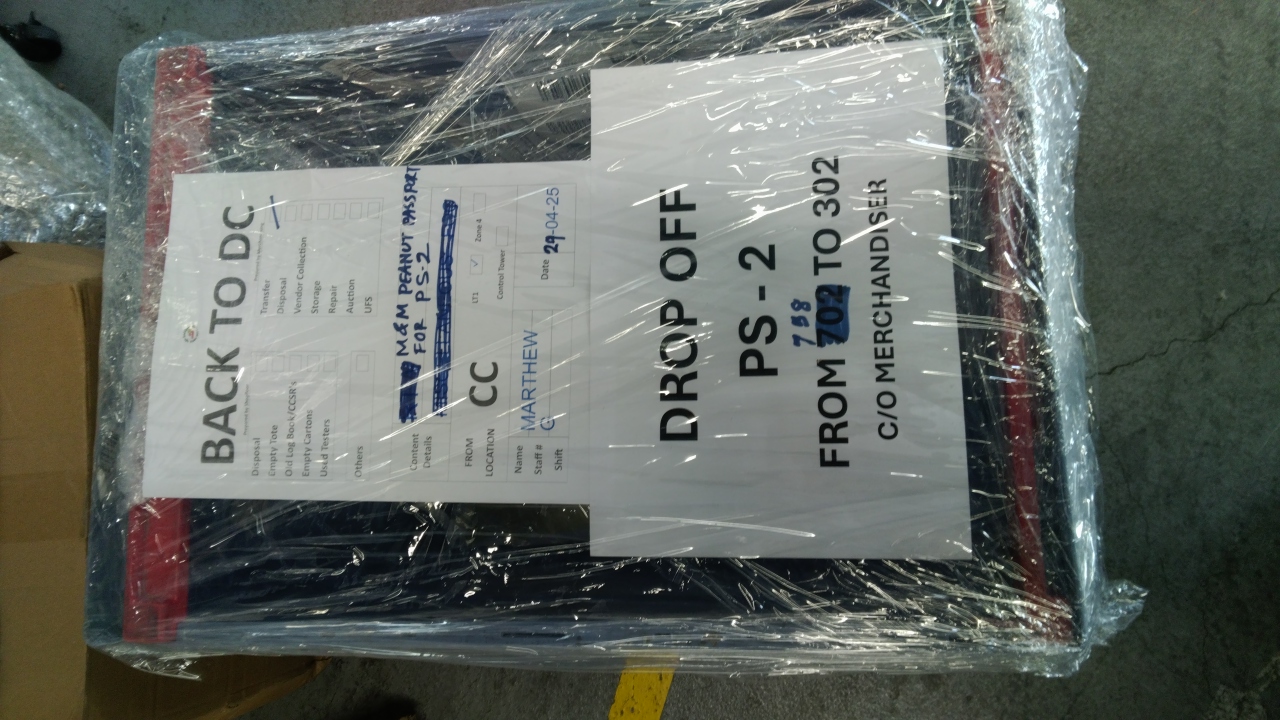 BACK TO DC
Disposal
Transfer
Empty Tote
Disposal
Old Log Book/CCSR's
Vendor Collection
Empty Cartons
Storage
Used Testers
Repair
Auction
Others
UFS
Content
Details
M&M PEANUT PASSPORT
FOR PS-2
FROM
LOCATION
CC
LT1
Zone 4
Control Tower
Name
MARTHEW
Staff #
G
Shift
Date
29-04-25
DROP OFF
PS - 2
738
FROM 702 TO 302
C/O MERCHANDISER